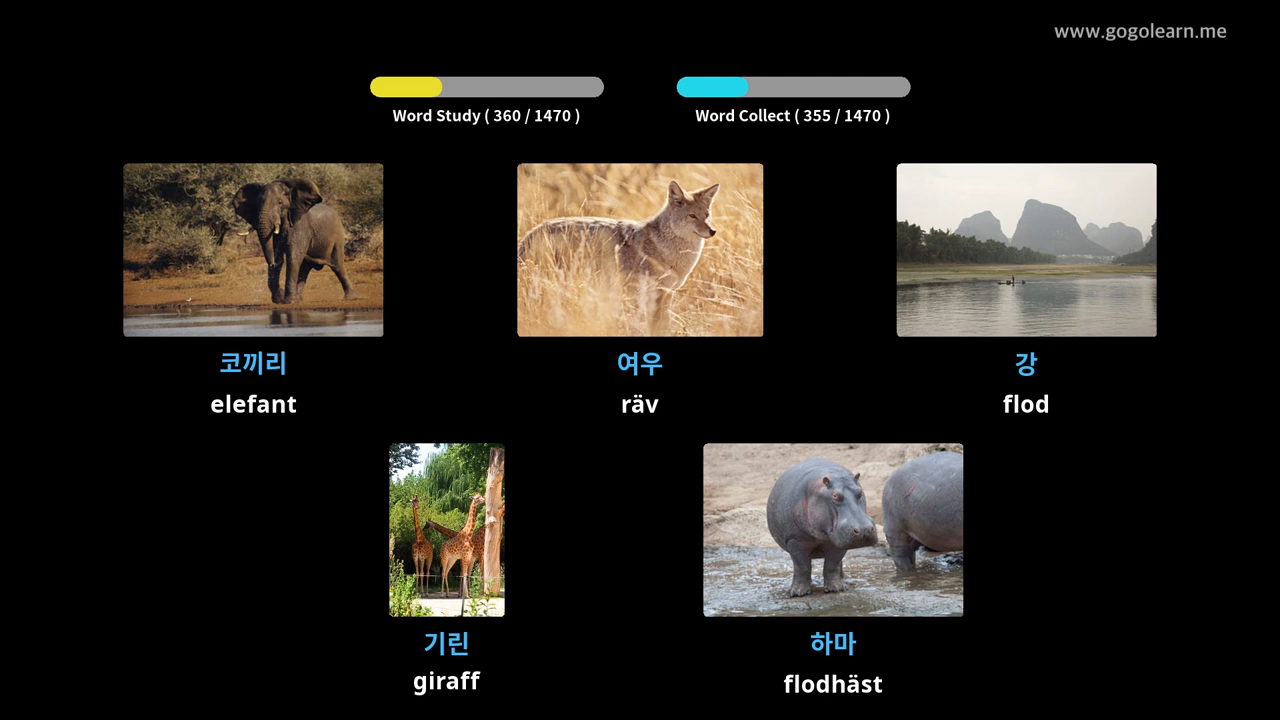 www.gogolearn.me
Word Study ( 360 / 1470 )
Word Collect ( 355 / 1470 )
코끼리
elefant
여우
räv
강
flod
기린
giraff
하마
flodhäst